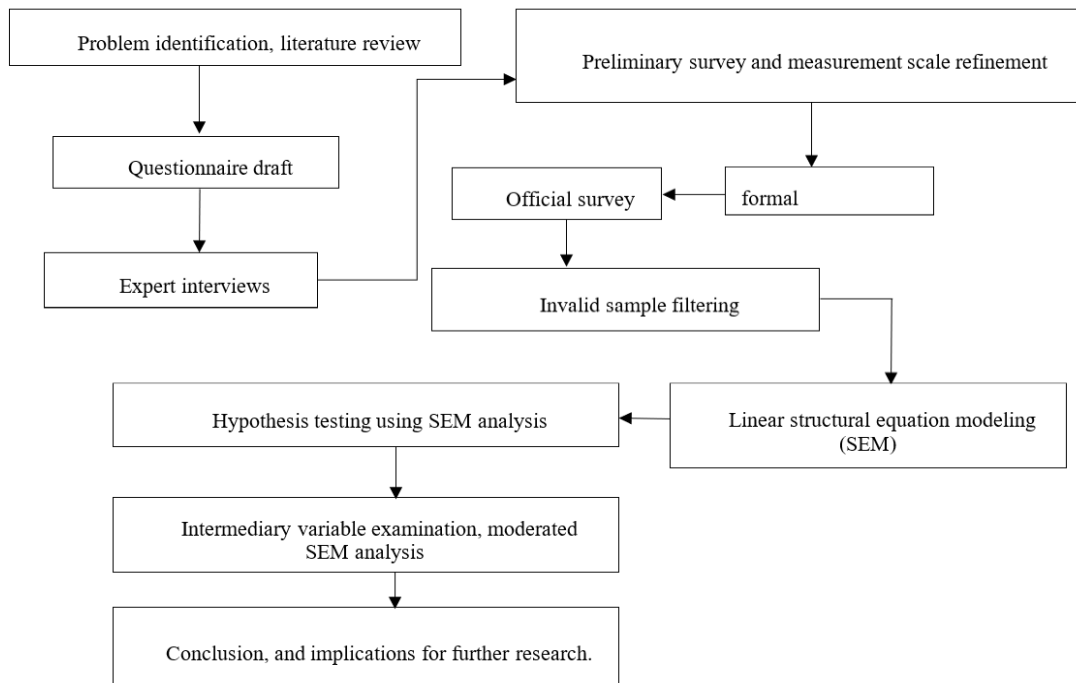 Problem identification, literature review
Questionnaire draft
Expert interviews
Preliminary survey and measurement scale refinement
formal
Official survey
Invalid sample filtering
Linear structural equation modeling
(SEM)
Hypothesis testing using SEM analysis
Intermediary variable examination, moderated
SEM analysis
Conclusion, and implications for further research.